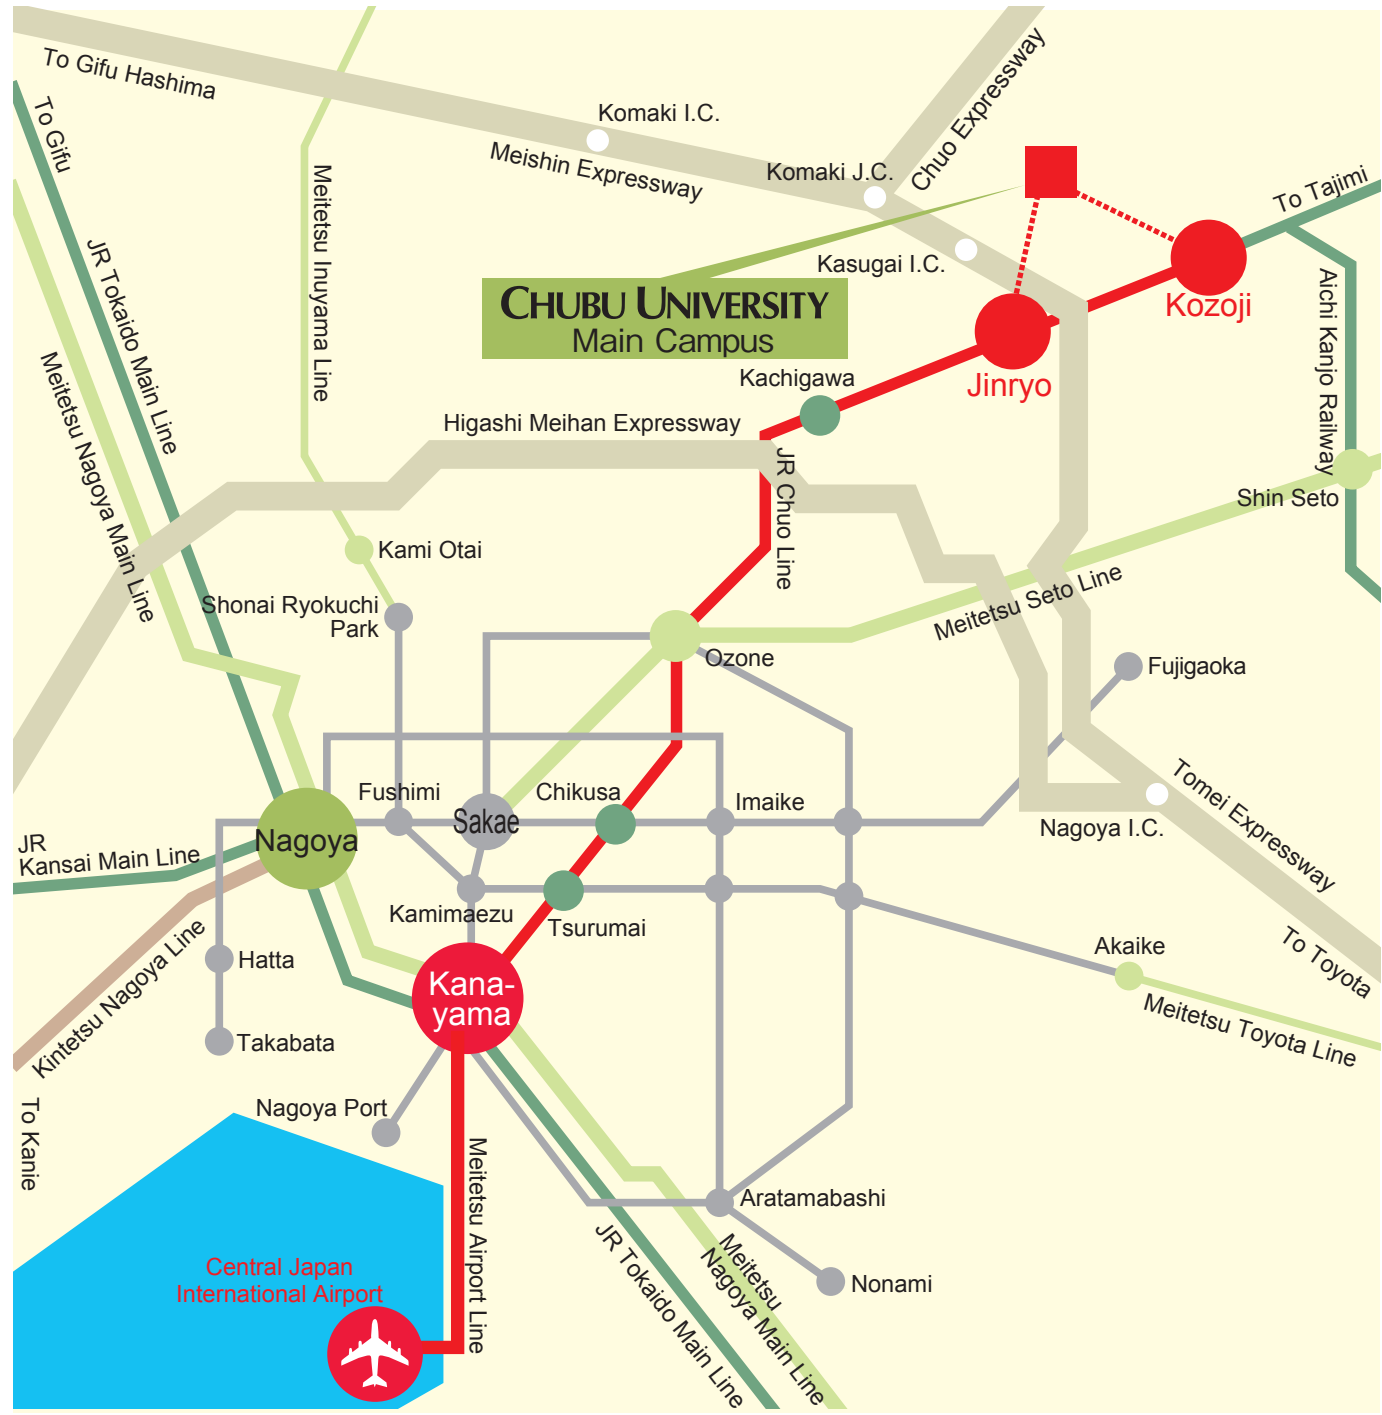 To Gifu Hashima
To Gifu
Komaki I.C.
Meishin Expressway
Chuo Expressway
Komaki J.C.
To Tajimi
Meitetsu Inuyama Line
JR Tokaido Main Line
Kasugai I.C.
CHUBU UNIVERSITY
Main Campus
Kozoji
Aichi Kanjo Railway
Meitetsu Nagoya Main Line
Kachigawa
Jinryo
Higashi Meihan Expressway
JR Chuo Line
Shin Seto
Kami Otai
Meitetsu Seto Line
Shonai Ryokuchi
Park
Ozone
Fujigaoka
Fushimi
Chikusa
Imaike
Sakae
Nagoya
Nagoya I.C.
Tomei Expressway
JR
Kansai Main Line
Kamimaezu
Tsurumai
Akaike
To Toyota
Hatta
Kintetsu Nagoya Line
Kana-
yama
Meitetsu Toyota Line
Takabata
Nagoya Port
To Kanie
Meitetsu Airport Line
Aratamabashi
JR Tokaido Main Line
Meitetsu
Nagoya Main Line
Nonami
Central Japan
International Airport